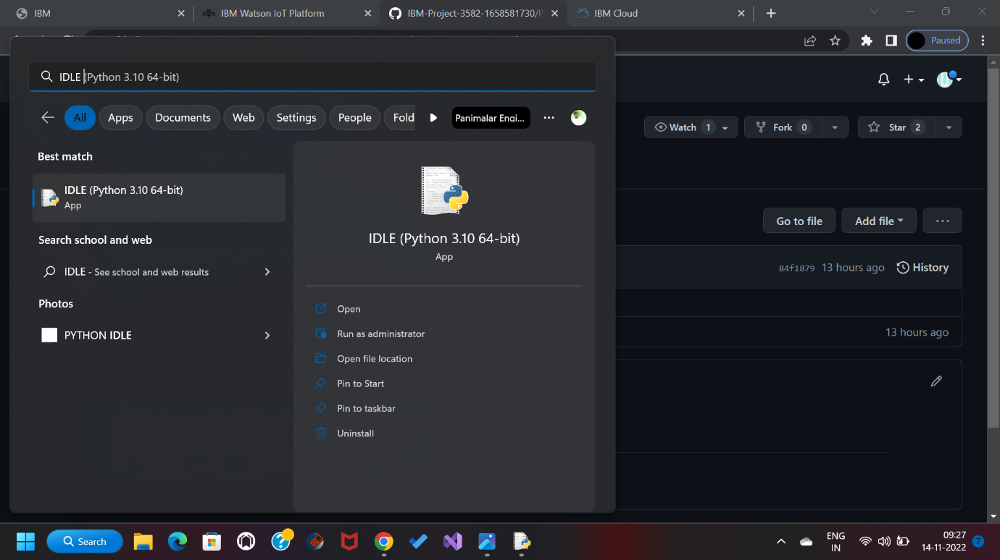 IBM
IBM Watson IoT Platform
IBM-Project-3582-1658581730/P
IBM Cloud
Paused
IDLE (Python 3.10 64-bit)
All
Apps
Documents
Web
Settings
People
Fold
Panimalar Engi...
Best match
IDLE (Python 3.10 64-bit)
App
Search school and web
IDLE - See school and web results
Photos
PYTHON IDLE
IDLE (Python 3.10 64-bit)
App
Open
Run as administrator
Open file location
Pin to Start
Pin to taskbar
Uninstall
Watch 1
Fork 0
Star 2
Go to file
Add file
84f1879 13 hours ago History
13 hours ago
Search
ENG
IN
09:27
14-11-2022
7